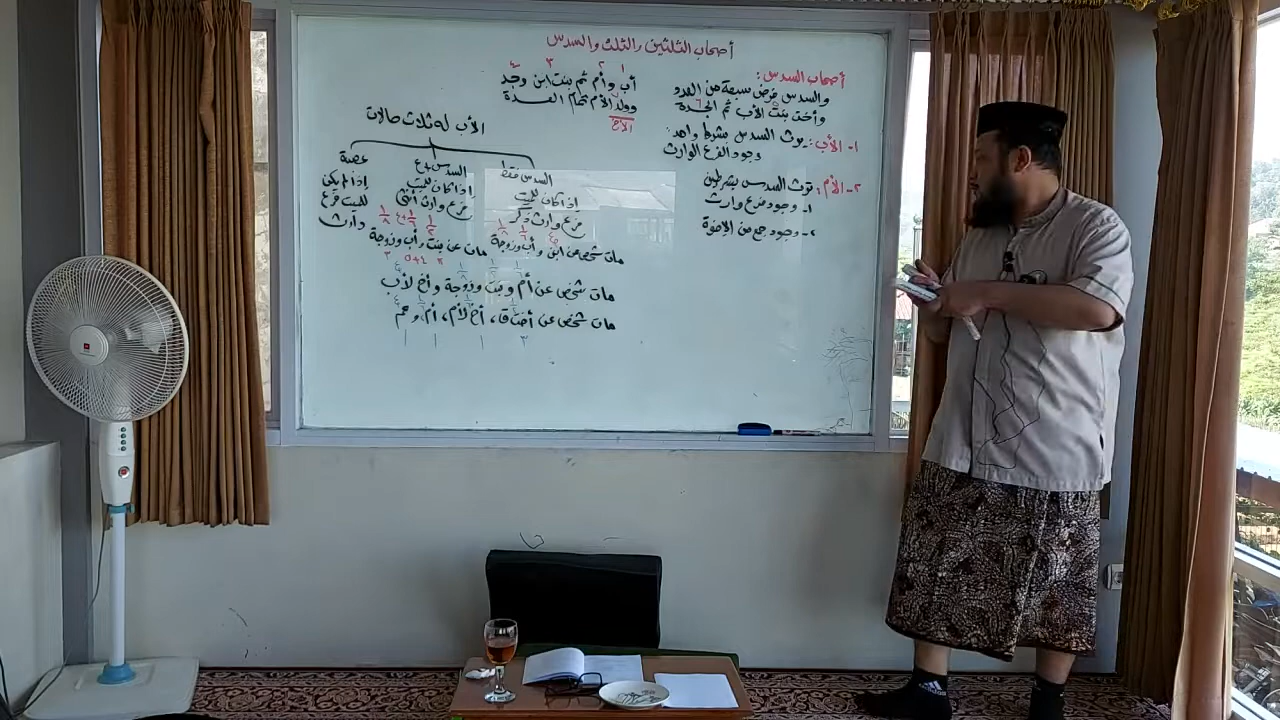 أصحاب الثلثين والثلث والسدس
أصحاب السدس:
والسدس فرض سبعة من العدد
أب وأم ثم بنت ابن وجد
وأخت بنت الأب ثم الجدة
وولد الأم تمام العدة
الأخ
١- الأب: يرث السدس بشرط واحد:
وجود الفرع الوارث
٢- الأم: ترث السدس بشرطين
١- وجود فرع وارث
٢- وجود جمع من الإخوة
الأب له ثلاث حالات
السدس فقط
إذا كان للميت
فرع وارث ذكر
السدس + ع
إذا كان للميت
فرع وارث أنثى
عصبة
إذا لم يكن
للميت فرع
وارث
مات شخص عن ابن وأب وزوجة
مات عن بنت وأب وزوجة
مات شخص عن أم وبنت وزوجة وأخ لأب
مات شخص عن أخ لأم، أم، وعم
adidas